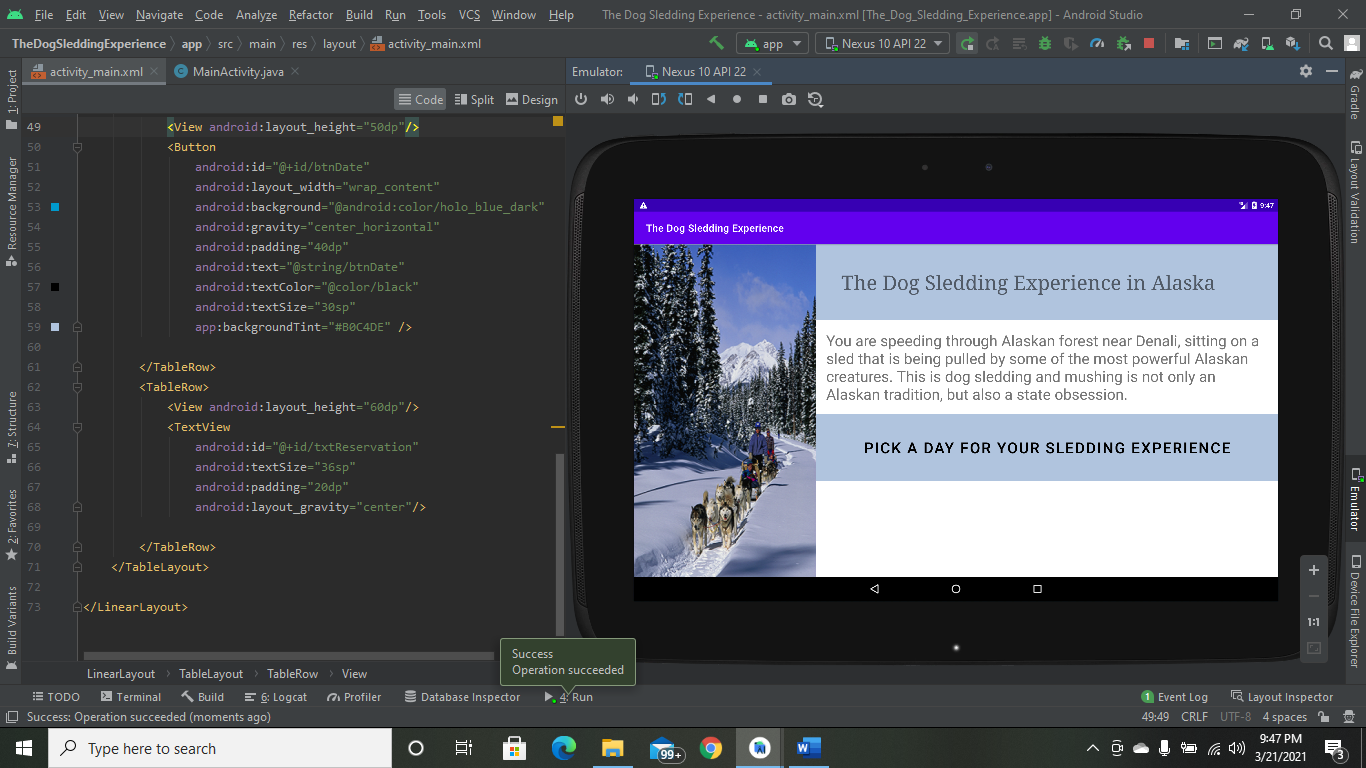 File Edit View Navigate Code Analyze Refactor Build Run Tools VCS Window Help The Dog Sledding Experience - activity_main.xml [The_Dog_Sledding_Experience.app] - Android Studio
TheDogSleddingExperience app src main res layout activity_main.xml app Nexus 10 API 22
activity_main.xml MainActivity.java Emulator: Nexus 10 API 22
Code Split Design
1: Project
Resource Manager
7: Structure
2: Favorites
Build Variants
49 <View android:layout_height="50dp"/>
50 <Button
51 android:id="@+id/btnDate"
52 android:layout_width="wrap_content"
53 android:background="@android:color/holo_blue_dark"
54 android:gravity="center_horizontal"
55 android:padding="40dp"
56 android:text="@string/btnDate"
57 android:textColor="@color/black"
58 android:textSize="30sp"
59 app:backgroundTint="#B0C4DE" />
60
61 </TableRow>
62 <TableRow>
63 <View android:layout_height="60dp"/>
64 <TextView
65 android:id="@+id/txtReservation"
66 android:textSize="36sp"
67 android:padding="20dp"
68 android:layout_gravity="center"/>
69
70 </TableRow>
71 </TableLayout>
72
73 </LinearLayout>
9:47
The Dog Sledding Experience
The Dog Sledding Experience in Alaska
You are speeding through Alaskan forest near Denali, sitting on a
sled that is being pulled by some of the most powerful Alaskan
creatures. This is dog sledding and mushing is not only an
Alaskan tradition, but also a state obsession.
PICK A DAY FOR YOUR SLEDDING EXPERIENCE
1:1
Gradle
Layout Validation
Emulator
Device File Explorer
Success
Operation succeeded
LinearLayout TableLayout TableRow View
TODO Terminal Build 6: Logcat Profiler Database Inspector 4: Run 1 Event Log Layout Inspector
Success: Operation succeeded (moments ago) 49:49 CRLF UTF-8 4 spaces
Type here to search 99+ W 9:47 PM
3/21/2021 3